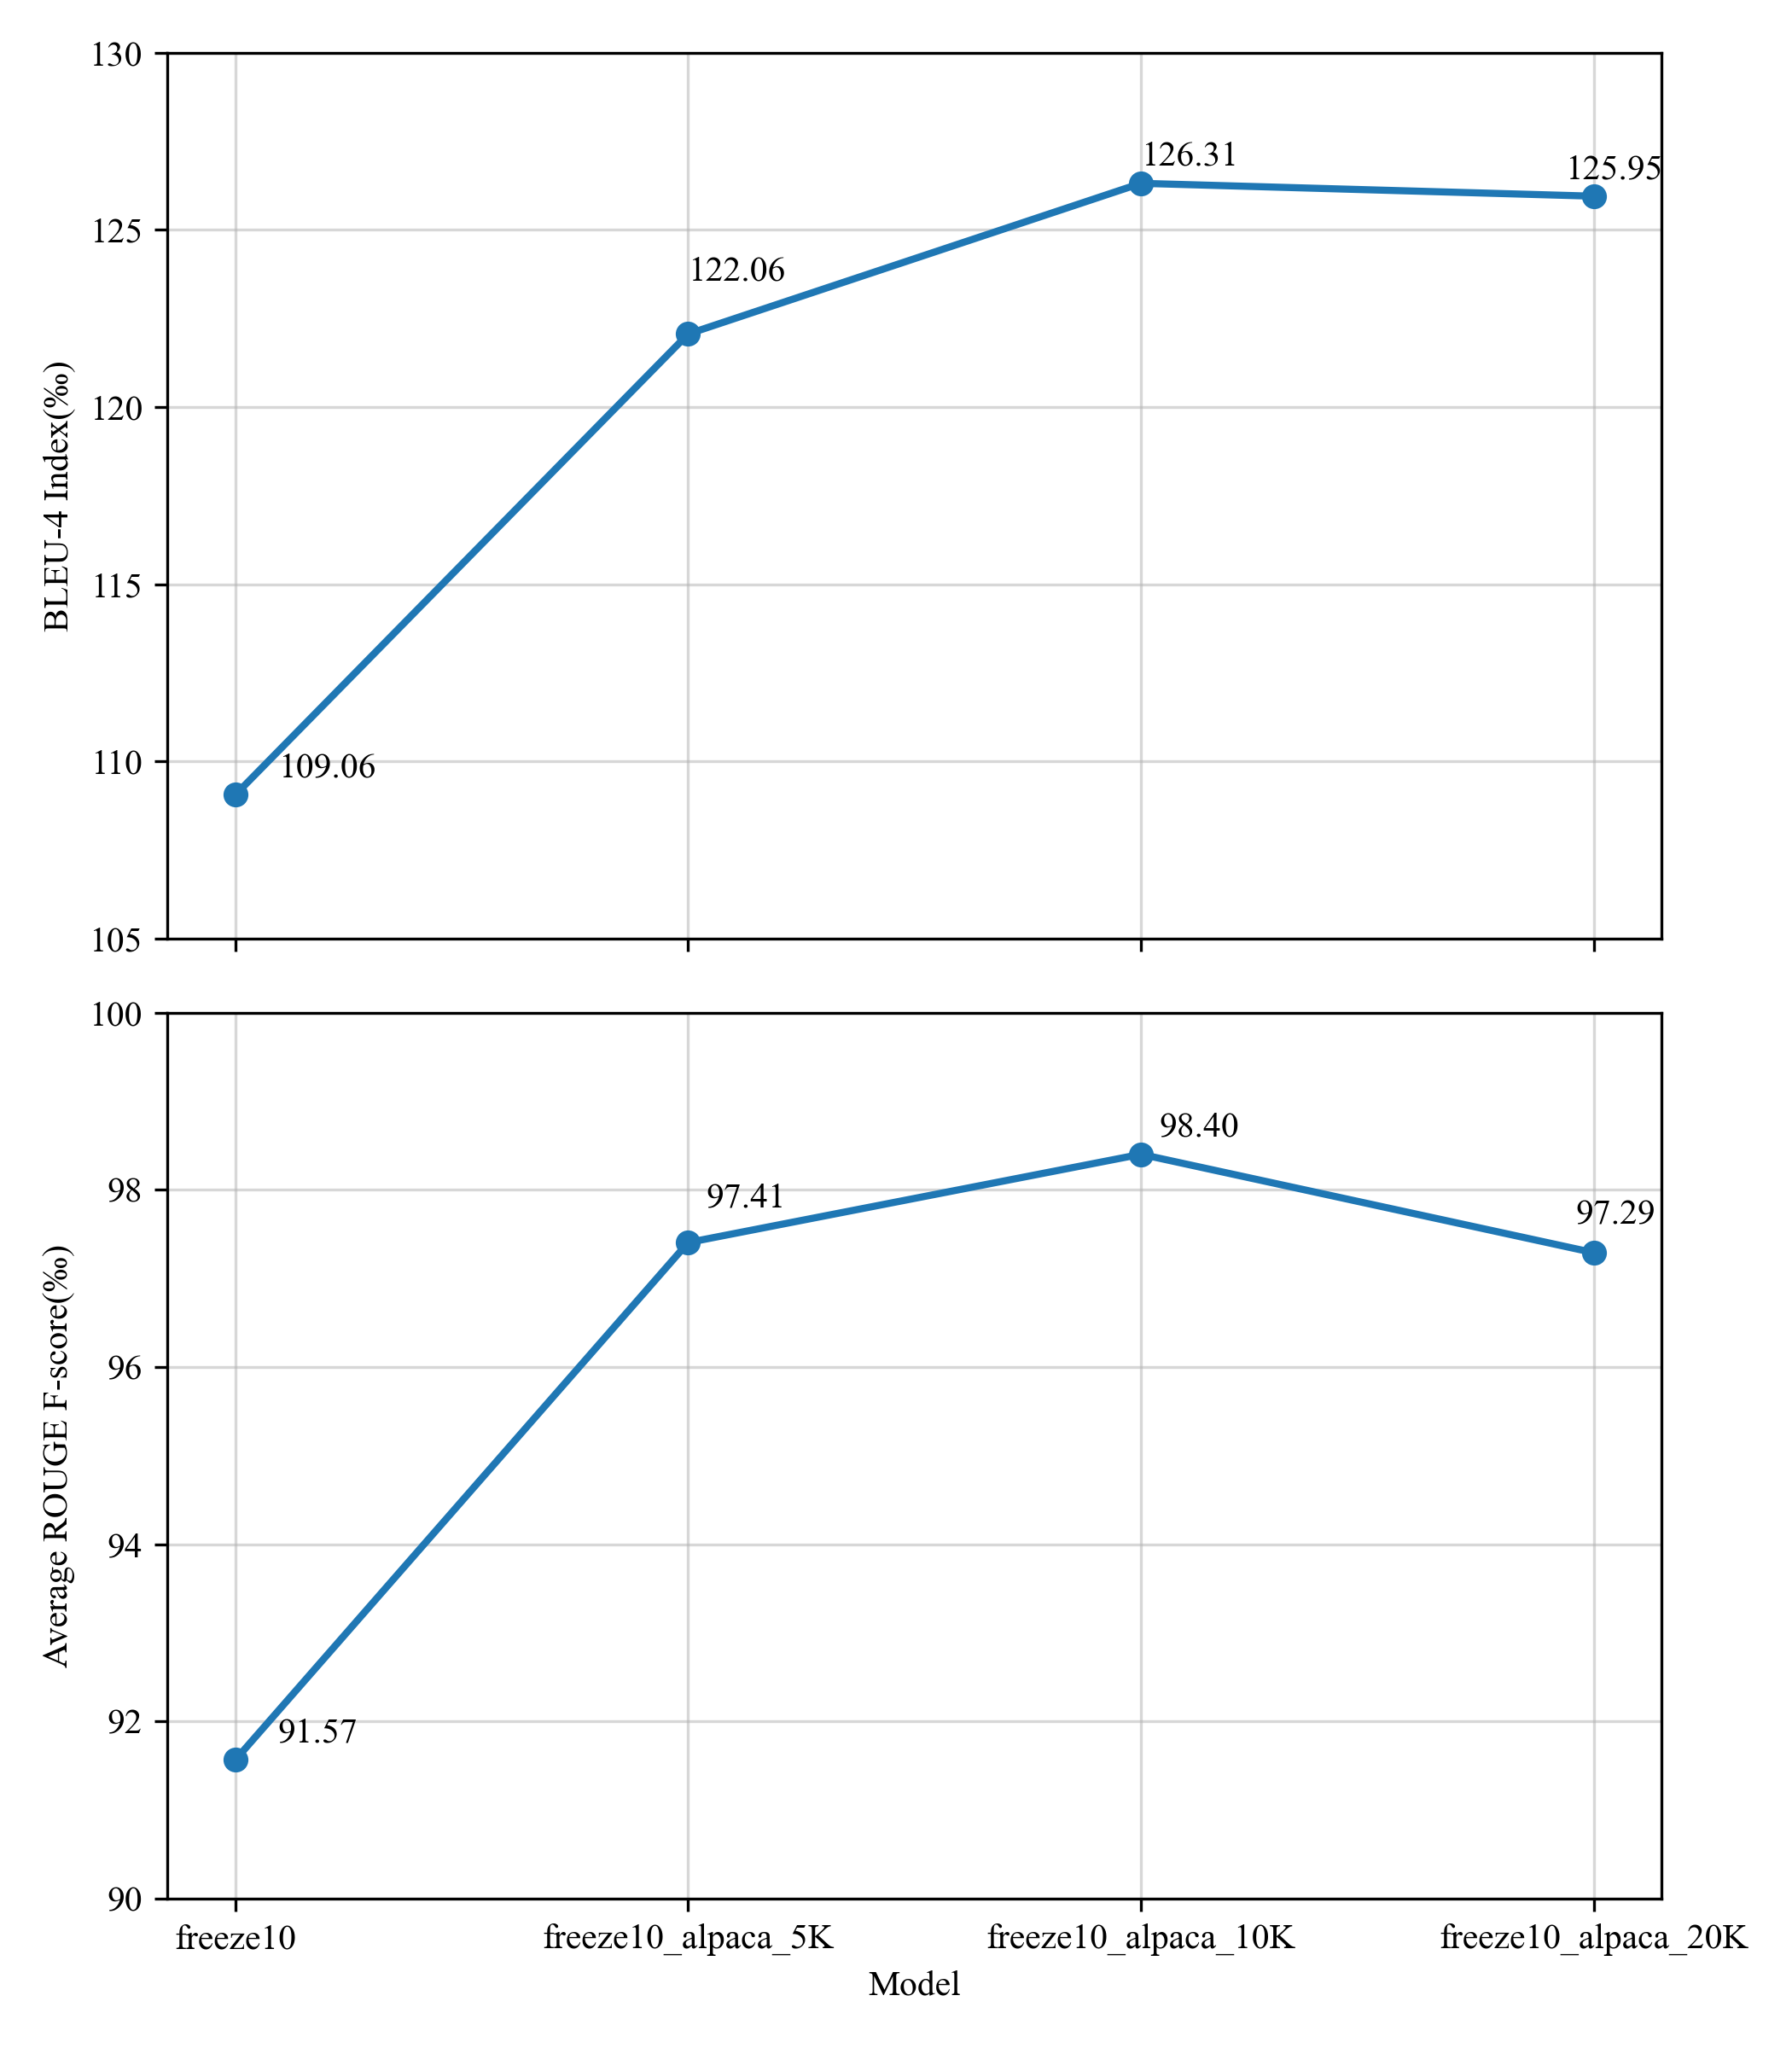 130
125
120
115
110
105
BLEU-4 Index(‰)
109.06
122.06
126.31
125.95
100
98
96
94
92
90
Average ROUGE F-score(‰)
91.57
97.41
98.40
97.29
freeze10
freeze10_alpaca_5K
freeze10_alpaca_10K
freeze10_alpaca_20K
Model